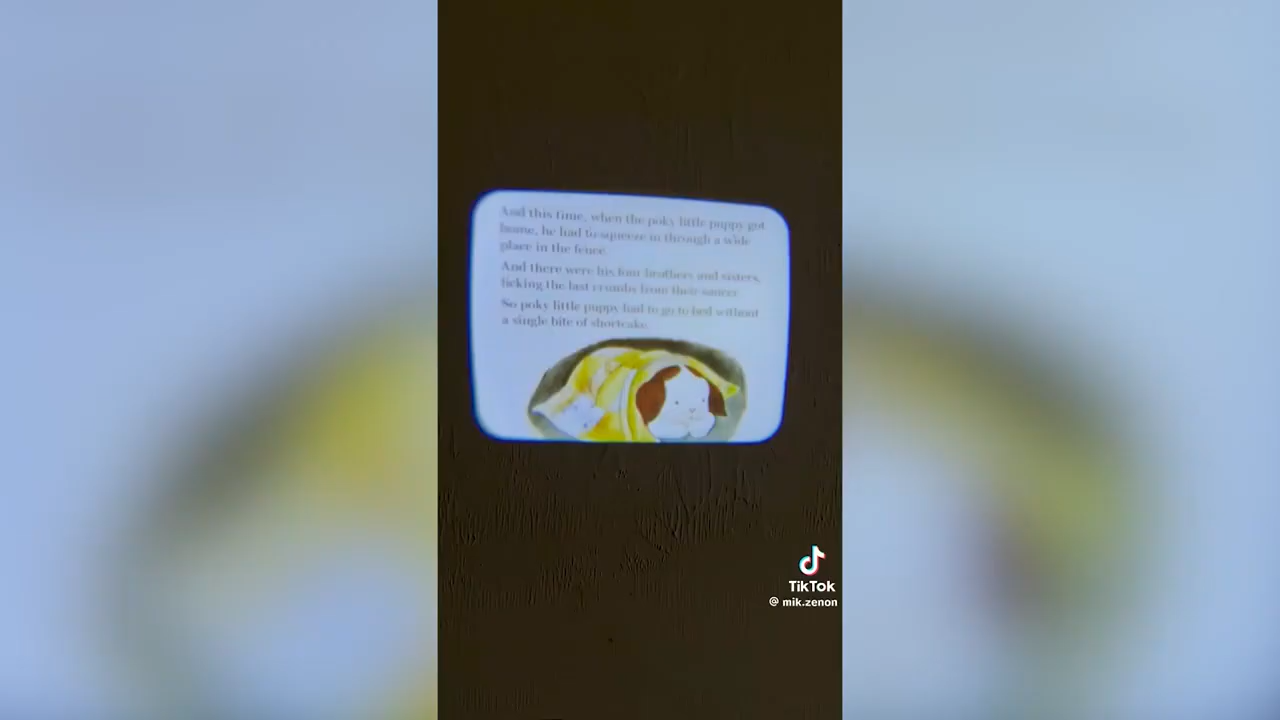 And this time, when the poky little puppy got
home, he had to squeeze in through a wide
place in the fence.
And there were his four brothers and sisters,
licking the last crumbs from their saucer.
So poky little puppy had to go to bed without
a single bite of shortcake.
TikTok
@ mik.zenon